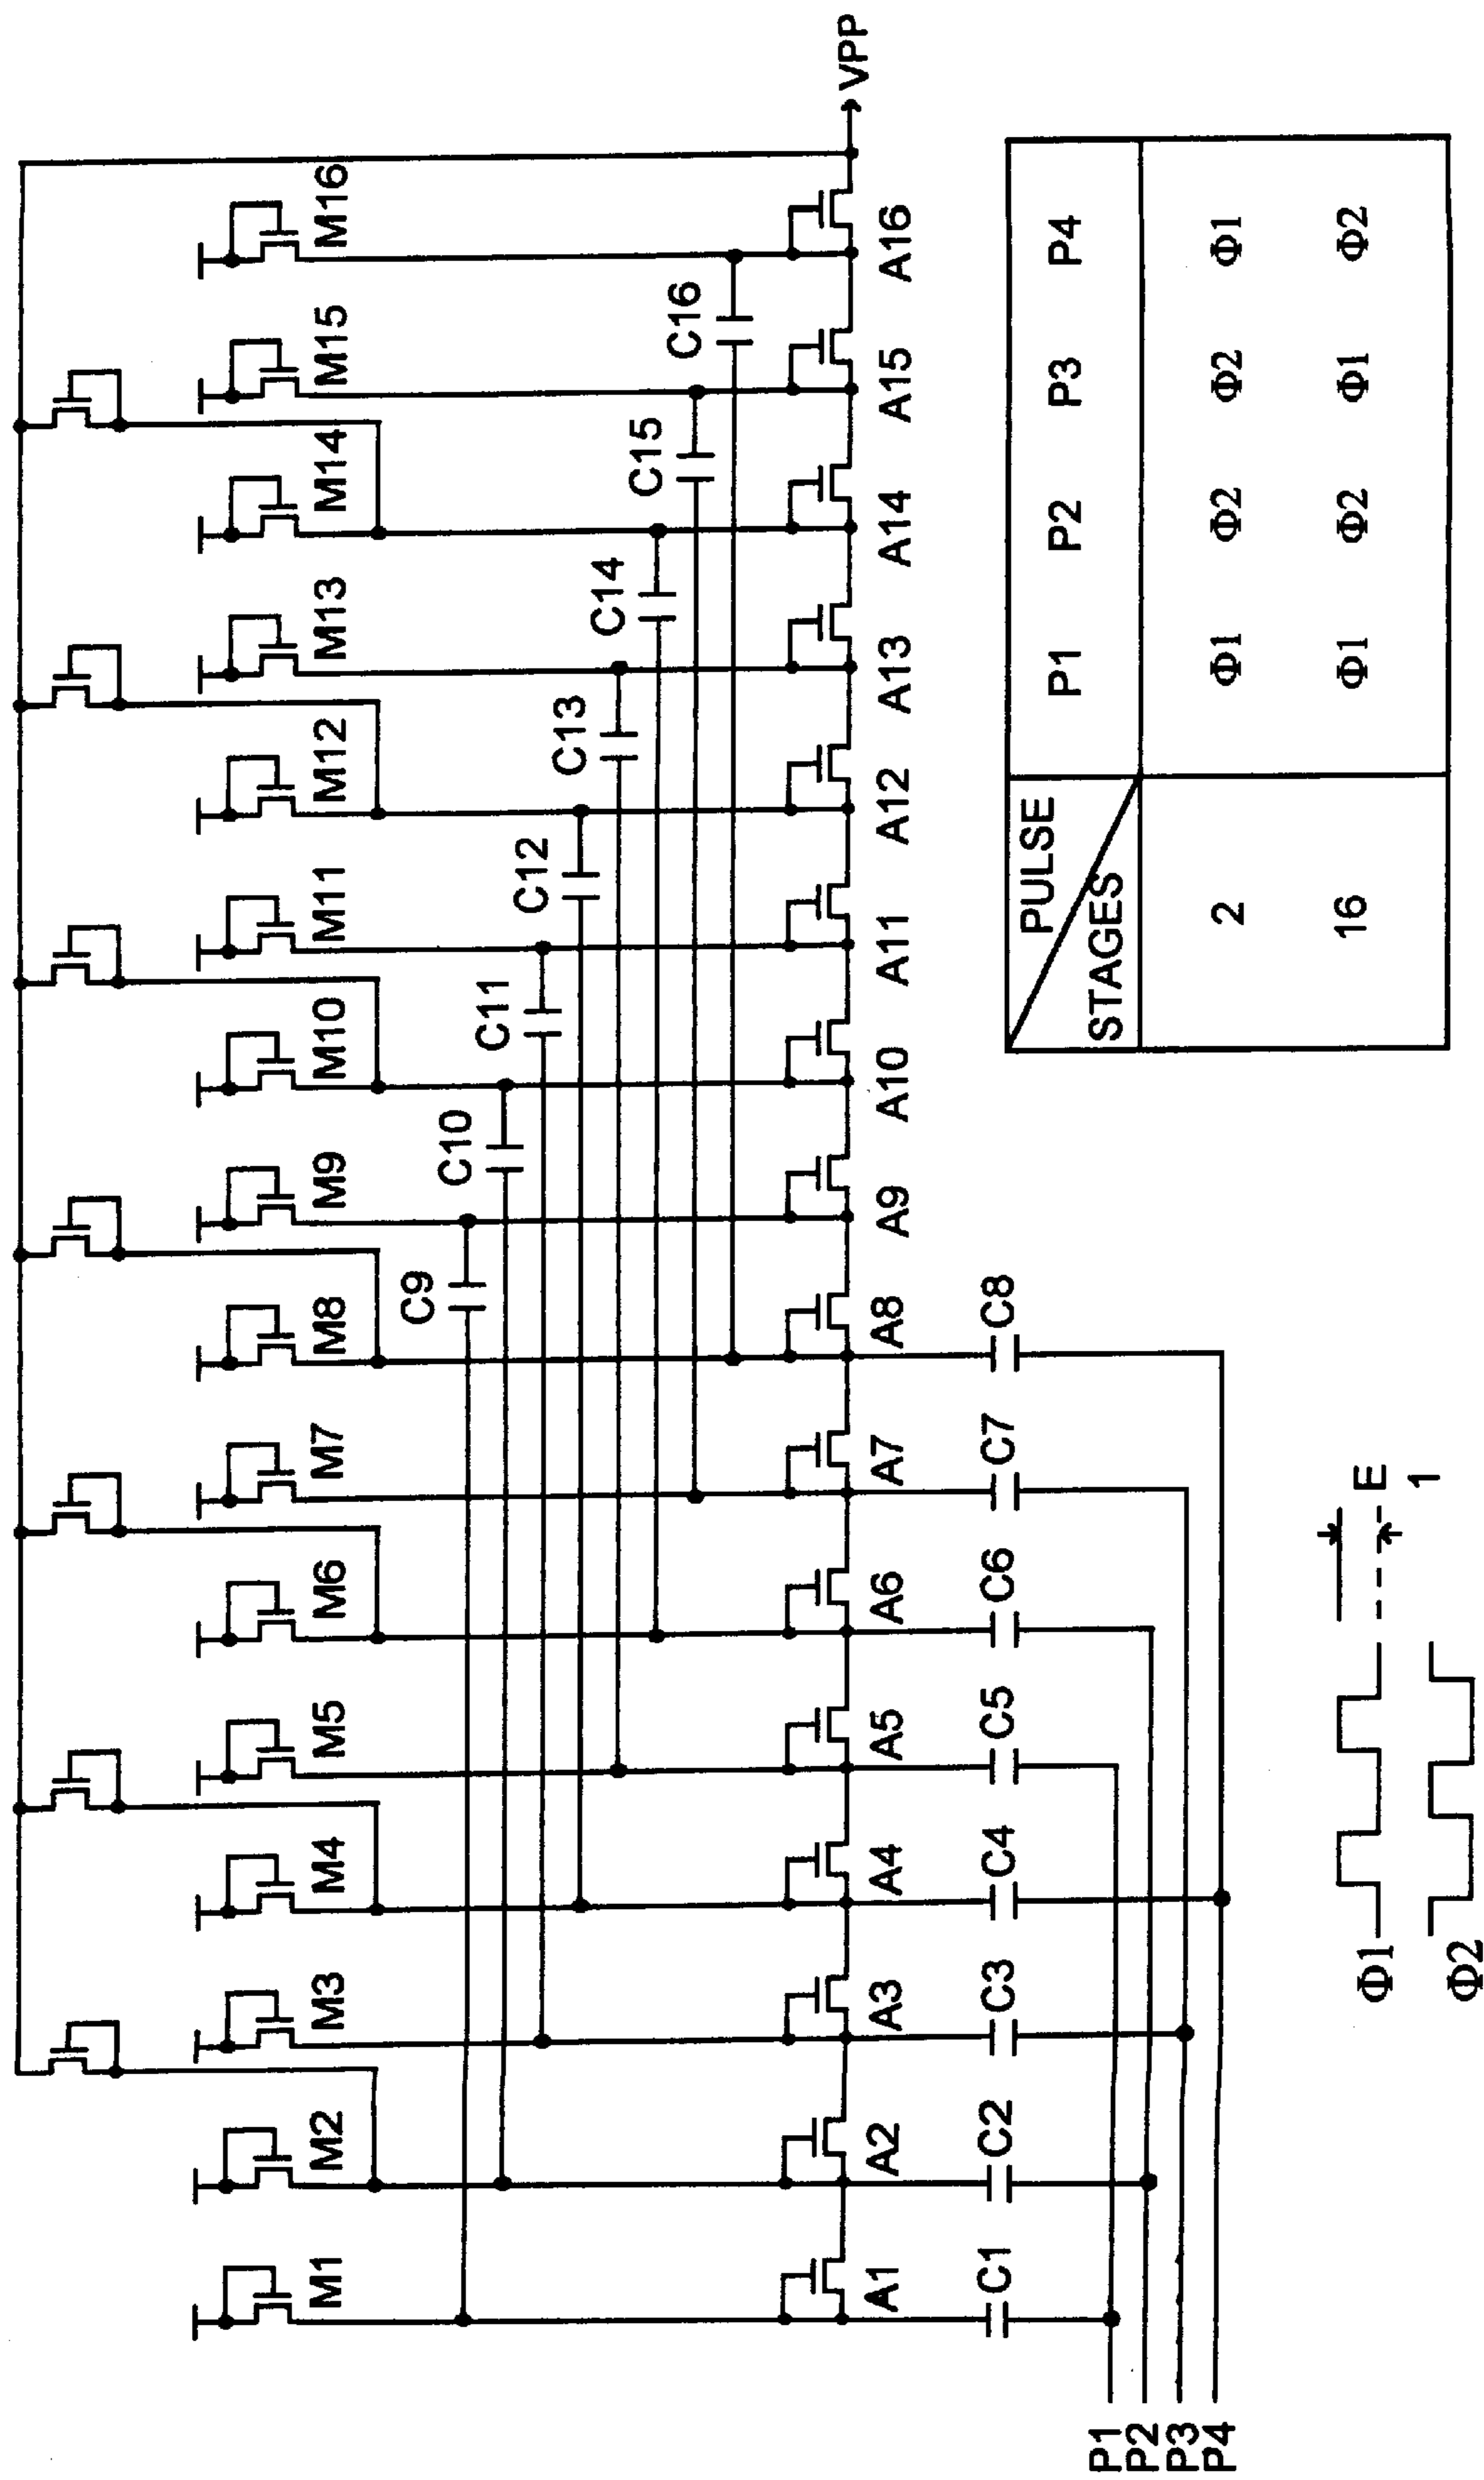 M1 M2 M3 M4 M5 M6 M7 M8 M9 M10 M11 M12 M13 M14 M15 M16
C9 C10 C11 C12 C13 C14 C15 C16
VPP
A1 A2 A3 A4 A5 A6 A7 A8 A9 A10 A11 A12 A13 A14 A15 A16
C1 C2 C3 C4 C5 C6 C7 C8
P1
P2
P3
P4
PULSE P1 P2 P3 P4
STAGES
2 Φ1 Φ2 Φ2 Φ1
16 Φ1 Φ2 Φ1 Φ2
Φ1 E
1
Φ2